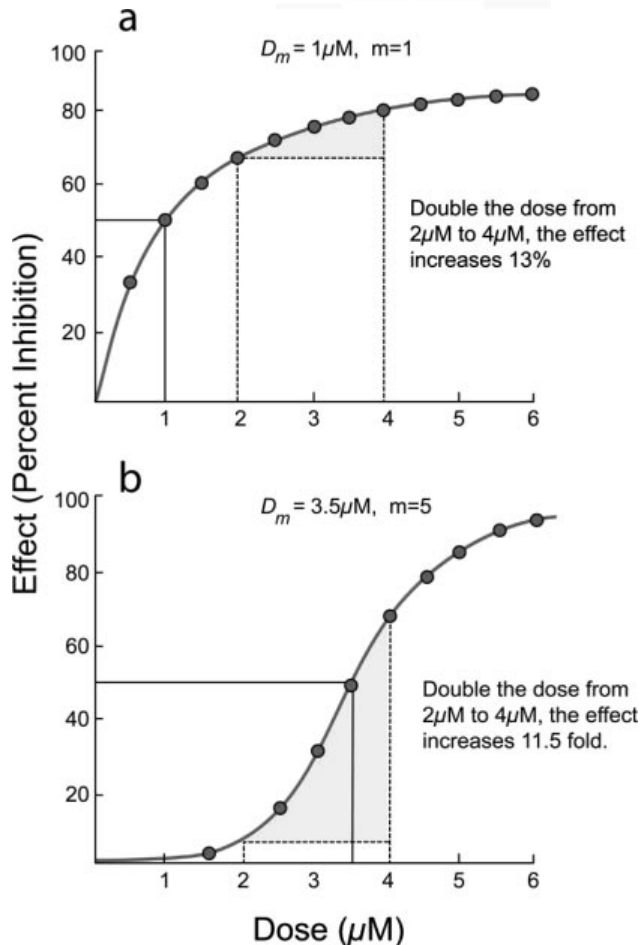 a
D_m = 1μM, m=1
100
80
60
40
20
1 2 3 4 5 6
Double the dose from
2μM to 4μM, the effect
increases 13%
Effect (Percent Inhibition)
b
D_m = 3.5μM, m=5
100
80
60
40
20
1 2 3 4 5 6
Double the dose from
2μM to 4μM, the effect
increases 11.5 fold.
Dose (μM)